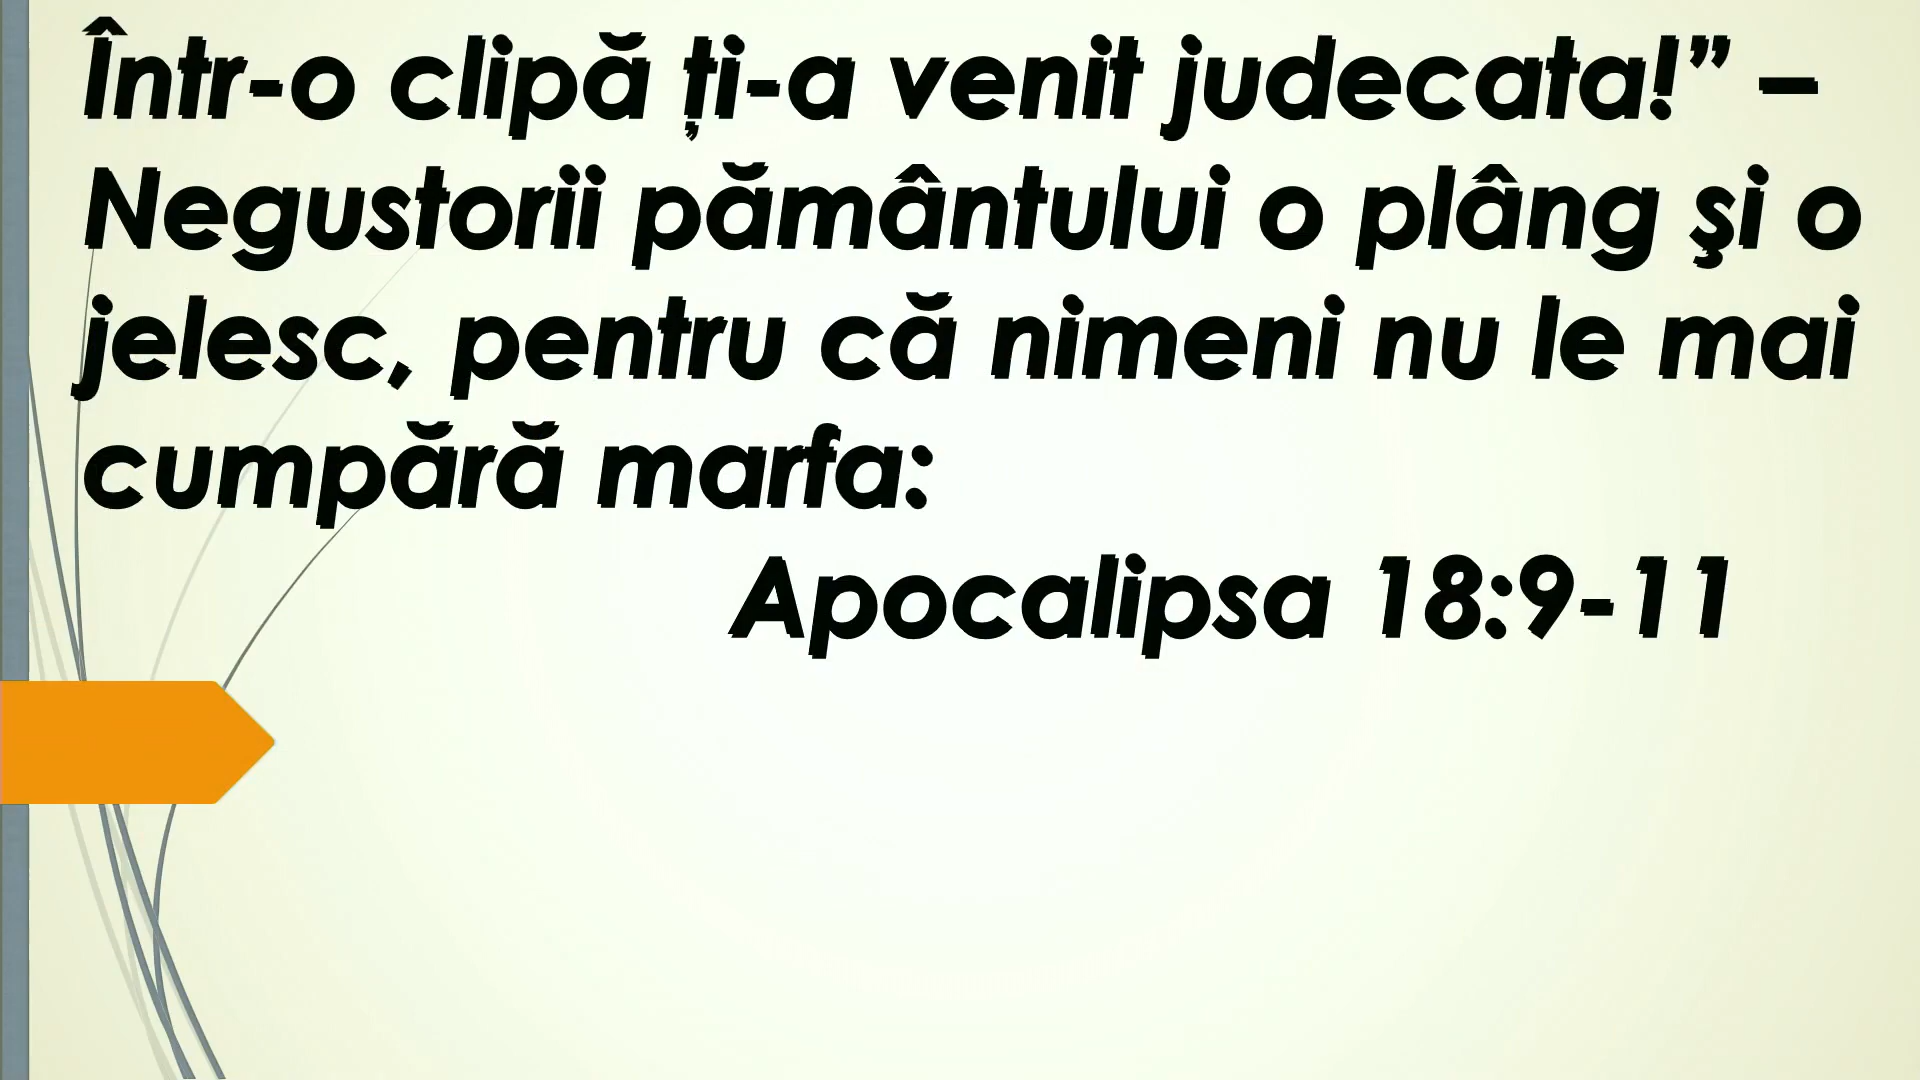 Într-o clipă ți-a venit judecata!” –
Negustorii pământului o plâng şi o
jelesc, pentru că nimeni nu le mai
cumpără marfa:
Apocalipsa 18:9-11